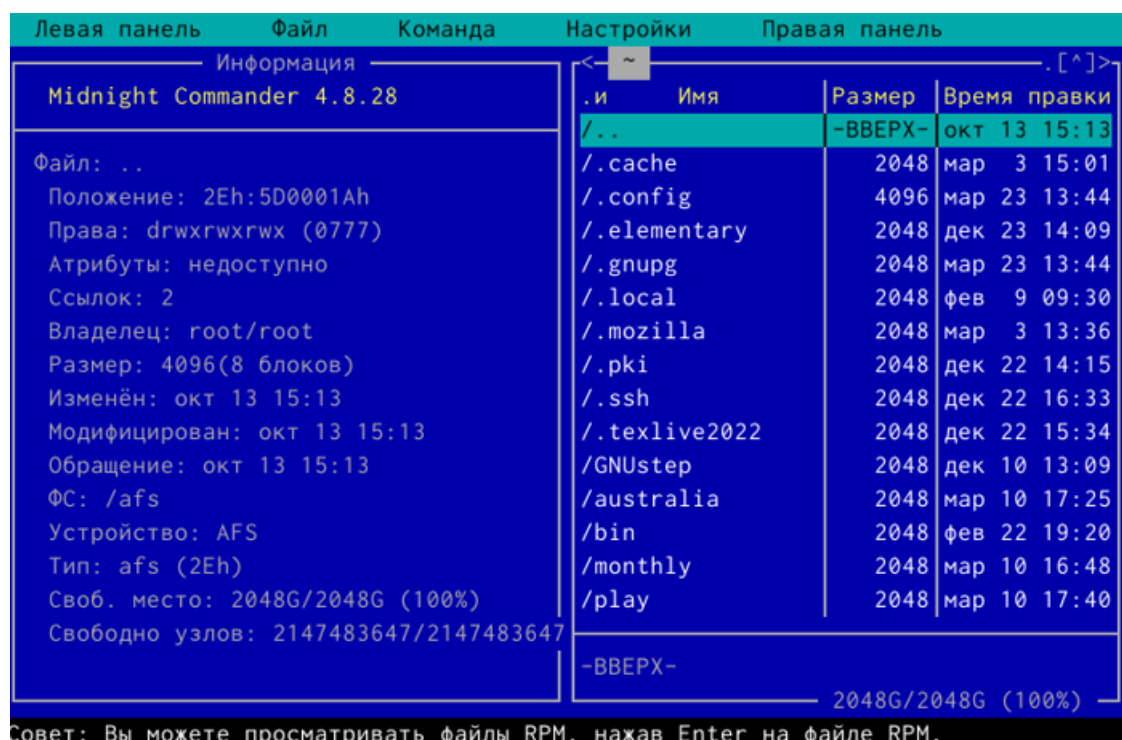 Левая панель Файл Команда Настройки Правая панель
Информация
Midnight Commander 4.8.28
Файл: ..
Положение: 2Eh:5D0001Ah
Права: drwxrwxrwx (0777)
Атрибуты: недоступно
Ссылок: 2
Владелец: root/root
Размер: 4096(8 блоков)
Изменён: окт 13 15:13
Модифицирован: окт 13 15:13
Обращение: окт 13 15:13
ФС: /afs
Устройство: AFS
Тип: afs (2Eh)
Своб. место: 2048G/2048G (100%)
Свободно узлов: 2147483647/2147483647
<- ~ .[^]>
.и Имя Размер Время правки
/.. -ВВЕРХ- окт 13 15:13
/.cache 2048 мар 3 15:01
/.config 4096 мар 23 13:44
/.elementary 2048 дек 23 14:09
/.gnupg 2048 мар 23 13:44
/.local 2048 фев 9 09:30
/.mozilla 2048 мар 3 13:36
/.pki 2048 дек 22 14:15
/.ssh 2048 дек 22 16:33
/.texlive2022 2048 дек 22 15:34
/GNUstep 2048 дек 10 13:09
/australia 2048 мар 10 17:25
/bin 2048 фев 22 19:20
/monthly 2048 мар 10 16:48
/play 2048 мар 10 17:40
-ВВЕРХ-
2048G/2048G (100%)
Совет: Вы можете просматривать файлы RPM, нажав Enter на файле RPM.